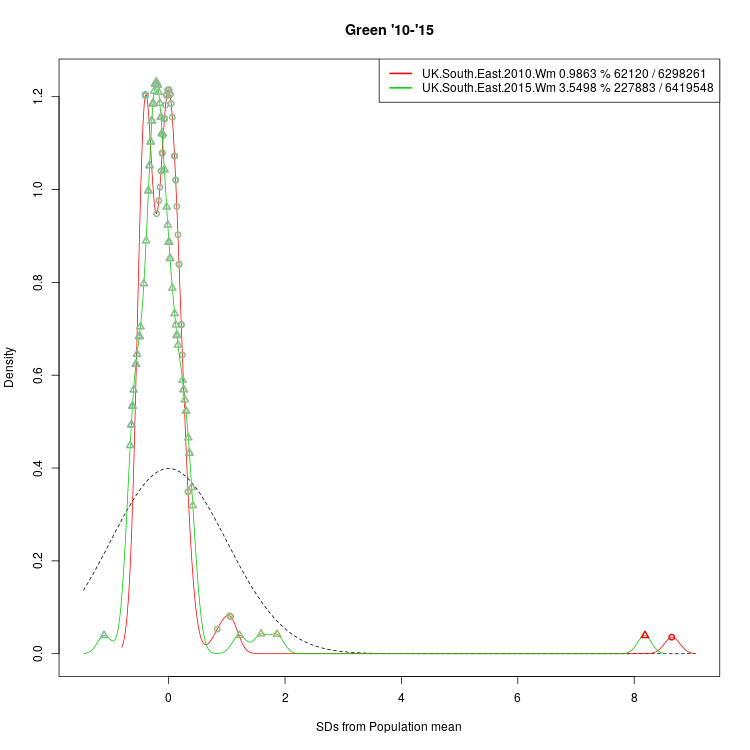 Green '10-'15
UK.South.East.2010.Wm 0.9863 % 62120 / 6298261
UK.South.East.2015.Wm 3.5498 % 227883 / 6419548
Density
1.2
1.0
0.8
0.6
0.4
0.2
0.0
0 2 4 6 8
SDs from Population mean